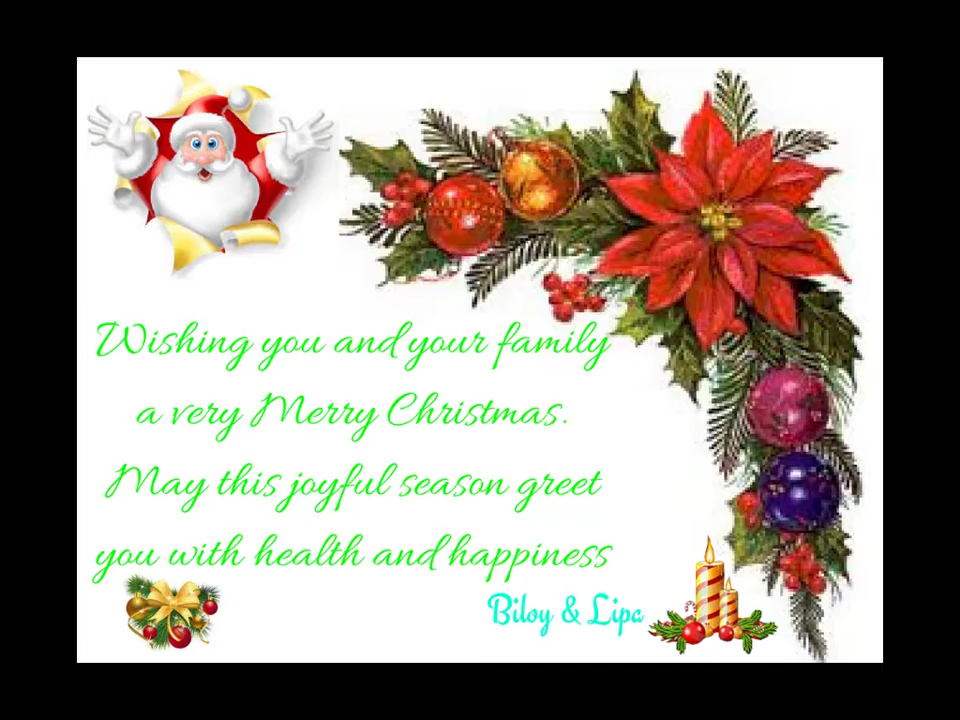 Wishing you and your family
a very Merry Christmas.
May this joyful season greet
you with health and happiness
Biloy & Lipa